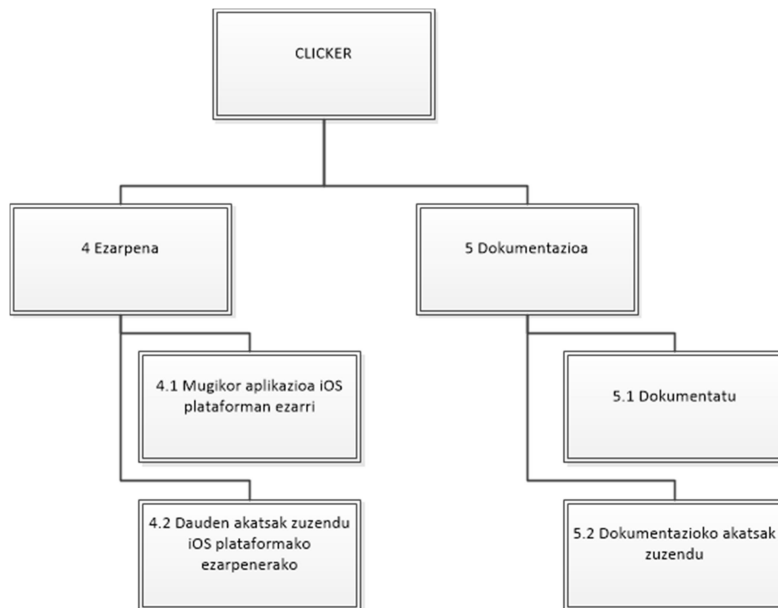 CLICKER
4 Ezarpena
5 Dokumentazioa
4.1 Mugikor aplikazioa iOS
plataforman ezarri
5.1 Dokumentatu
4.2 Dauden akatsak zuzendu
iOS plataformako
ezarpenerako
5.2 Dokumentazioko akatsak
zuzendu